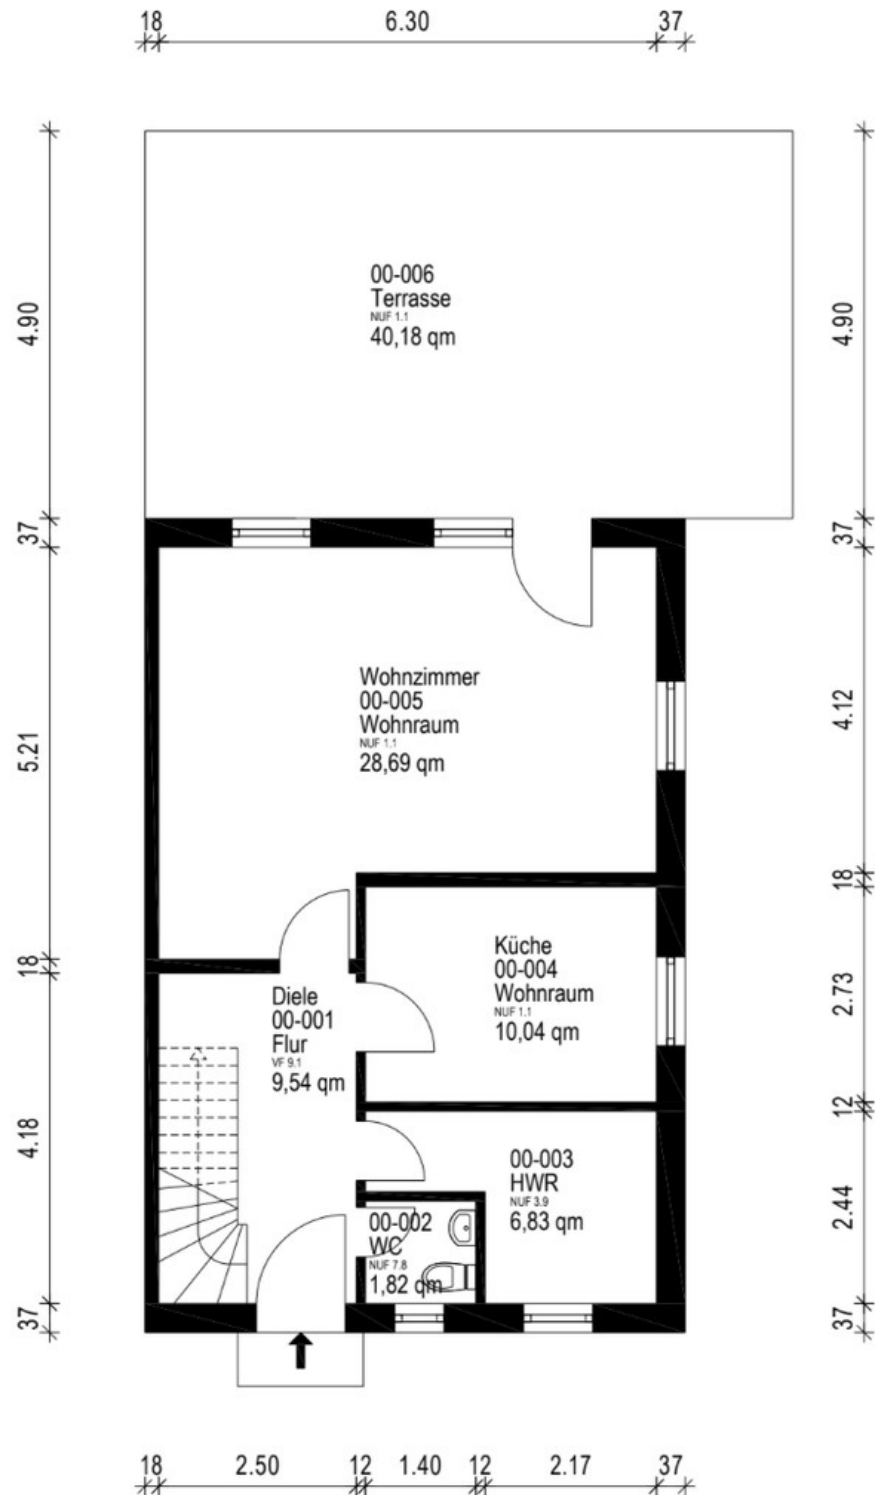 18 6.30 37
4.90
4.90
00-006
Terrasse
NUF 1.1
40,18 qm
37
37
Wohnzimmer
00-005
Wohnraum
NUF 1.1
28,69 qm
5.21
4.12
18
18
Küche
00-004
Wohnraum
NUF 1.1
10,04 qm
2.73
Diele
00-001
Flur
VF 9.1
9,54 qm
4.18
12
00-003
HWR
NUF 3.9
6,83 qm
2.44
00-002
WC
NUF 7.8
1,82 qm
37
37
18 2.50 12 1.40 12 2.17 37